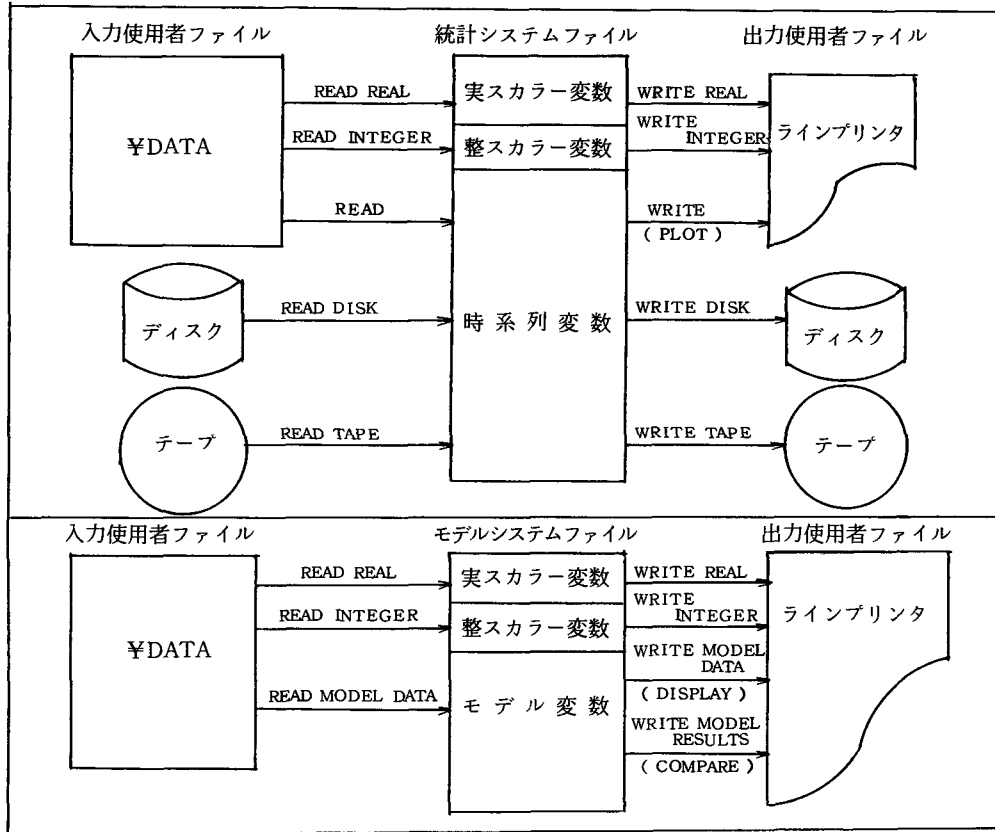 入力使用者ファイル
統計システムファイル
出力使用者ファイル
¥DATA
READ REAL
READ INTEGER
READ
実スカラー変数
整スカラー変数
時系列変数
WRITE REAL
WRITE
INTEGER
WRITE
(PLOT)
ラインプリンタ
ディスク
READ DISK
WRITE DISK
ディスク
テープ
READ TAPE
WRITE TAPE
テープ
入力使用者ファイル
モデルシステムファイル
出力使用者ファイル
¥DATA
READ REAL
READ INTEGER
READ MODEL DATA
実スカラー変数
整スカラー変数
モデル変数
WRITE REAL
WRITE
INTEGER
WRITE MODEL
DATA
(DISPLAY)
WRITE MODEL
RESULTS
(COMPARE)
ラインプリンタ